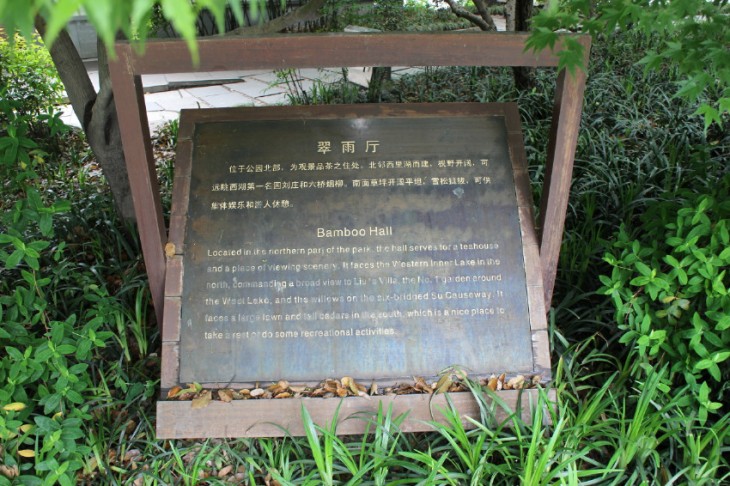 翠雨厅
位于公园北部，为观景品茶之佳处。北邻西里湖而建，视野开阔，可
远眺西湖第一名园刘庄和六桥烟柳。南面草坪开阔平坦，雪松挺拔，可供
集体娱乐和游人休憩。
Bamboo Hall
Located in the northern part of the park, the hall serves for a teahouse
and a place of viewing scenery. It faces the Western Inner Lake in the
north, commanding a broad view to Liu's Villa, the No.1 garden around
the West Lake, and the willows on the six-bridged Su Causeway. It
faces a large lawn and tall cedars in the south, which is a nice place to
take a rest or do some recreational activities.